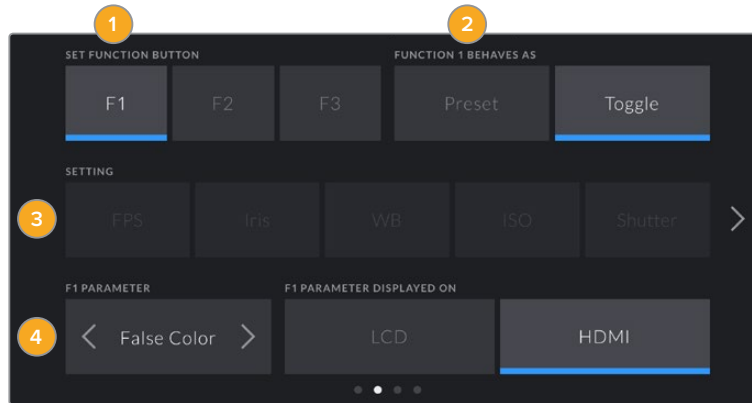 1 2
SET FUNCTION BUTTON FUNCTION 1 BEHAVES AS
F1 F2 F3 Preset Toggle
SETTING
3 FPS Iris WB ISO Shutter
F1 PARAMETER F1 PARAMETER DISPLAYED ON
4 False Color LCD HDMI